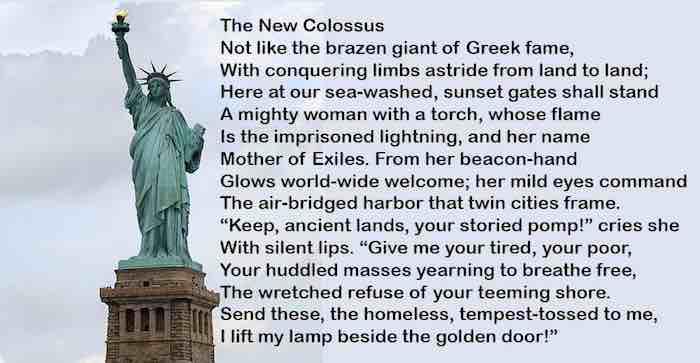 The New Colossus
Not like the brazen giant of Greek fame,
With conquering limbs astride from land to land;
Here at our sea-washed, sunset gates shall stand
A mighty woman with a torch, whose flame
Is the imprisoned lightning, and her name
Mother of Exiles. From her beacon-hand
Glows world-wide welcome; her mild eyes command
The air-bridged harbor that twin cities frame.
“Keep, ancient lands, your storied pomp!” cries she
With silent lips. “Give me your tired, your poor,
Your huddled masses yearning to breathe free,
The wretched refuse of your teeming shore.
Send these, the homeless, tempest-tossed to me,
I lift my lamp beside the golden door!”